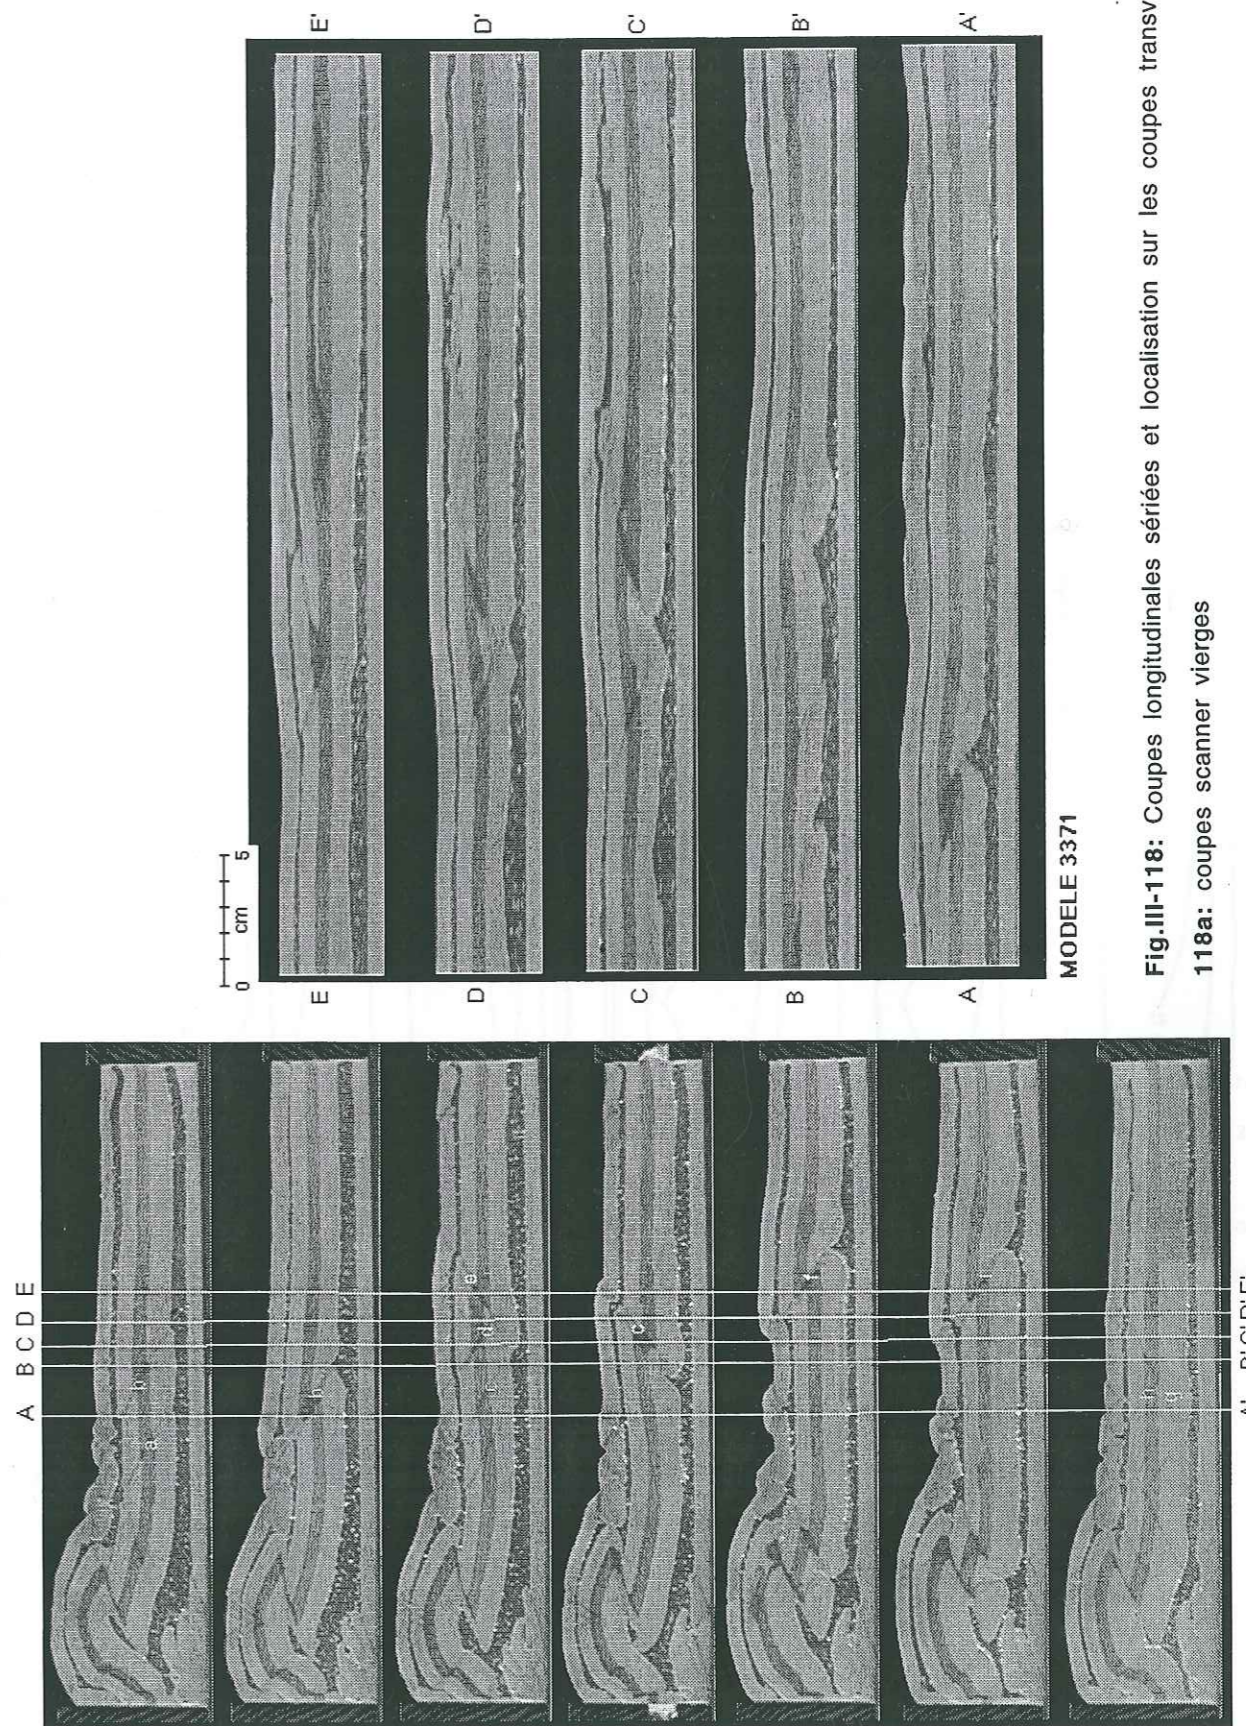 A B C D E
b
a
h
e
d
c
f
g
0 cm 5
E E'
D D'
C C'
B B'
A A'
MODELE 3371
Fig.III-118: Coupes longitudinales sériées et localisation sur les coupes transv
118a: coupes scanner vierges